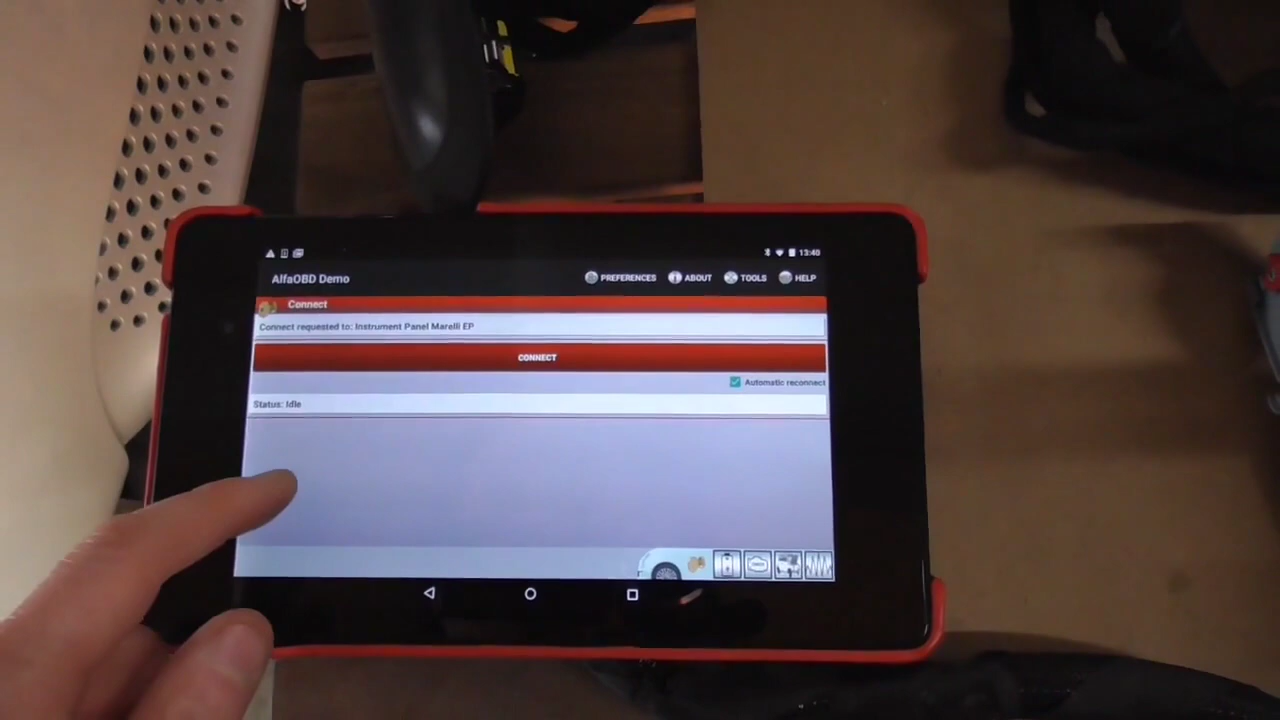 13:40
AlfaOBD Demo PREFERENCES ABOUT TOOLS HELP
Connect
Connect requested to: Instrument Panel Marelli EP
CONNECT
Automatic reconnect
Status: Idle